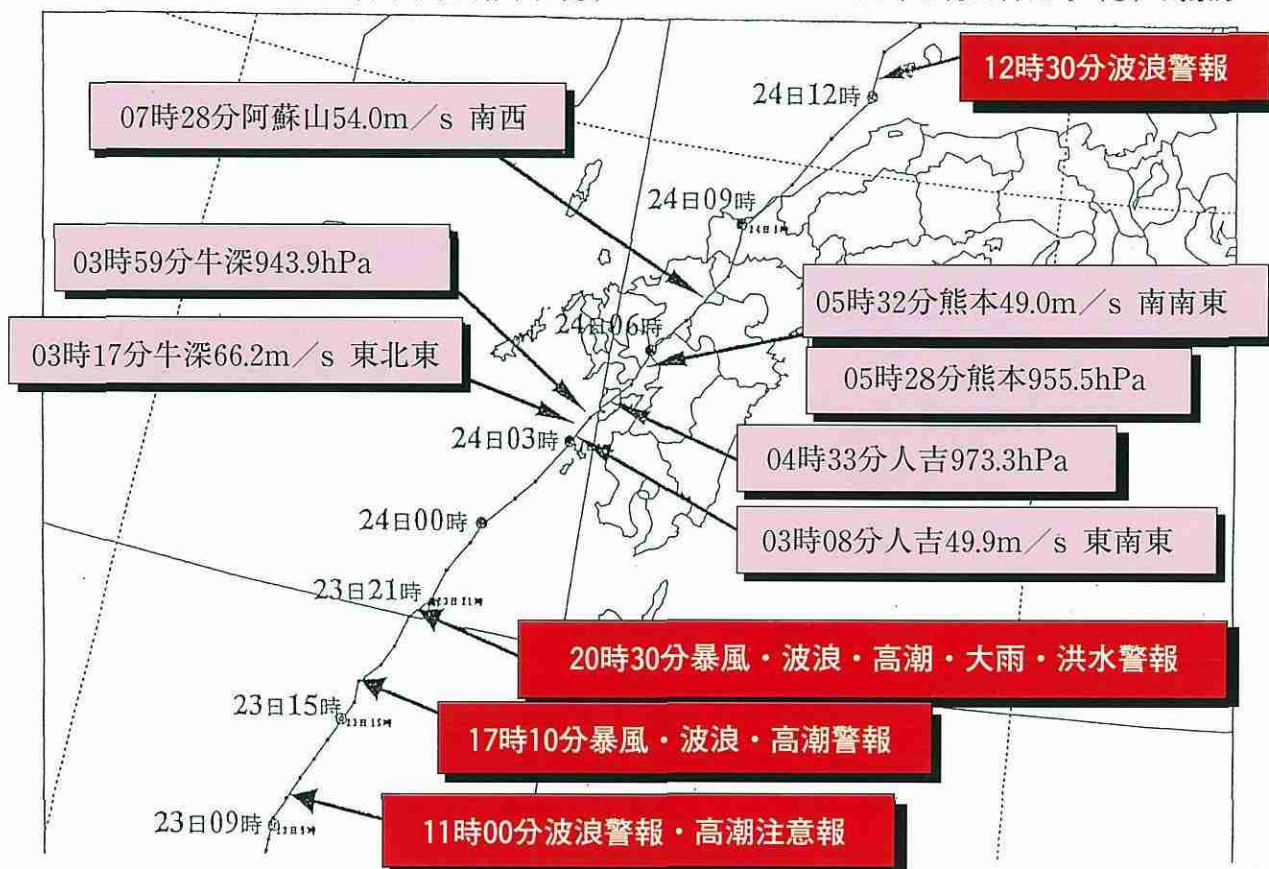 12時30分波浪警報
24日12時
07時28分阿蘇山54.0m/s 南西
24日09時
03時59分牛深943.9hPa
05時32分熊本49.0m/s 南南東
24日06時
03時17分牛深66.2m/s 東北東
05時28分熊本955.5hPa
24日03時
04時33分人吉973.3hPa
24日00時
03時08分人吉49.9m/s 東南東
23日21時
20時30分暴風・波浪・高潮・大雨・洪水警報
23日15時
17時10分暴風・波浪・高潮警報
23日09時
11時00分波浪警報・高潮注意報